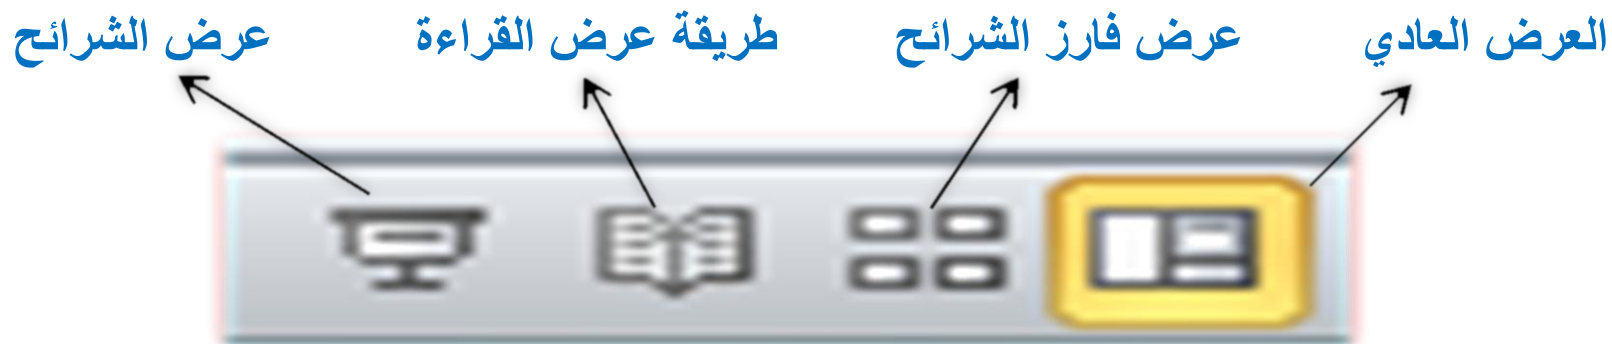 العرض العادي
عرض فارز الشرائح
طريقة عرض القراءة
عرض الشرائح